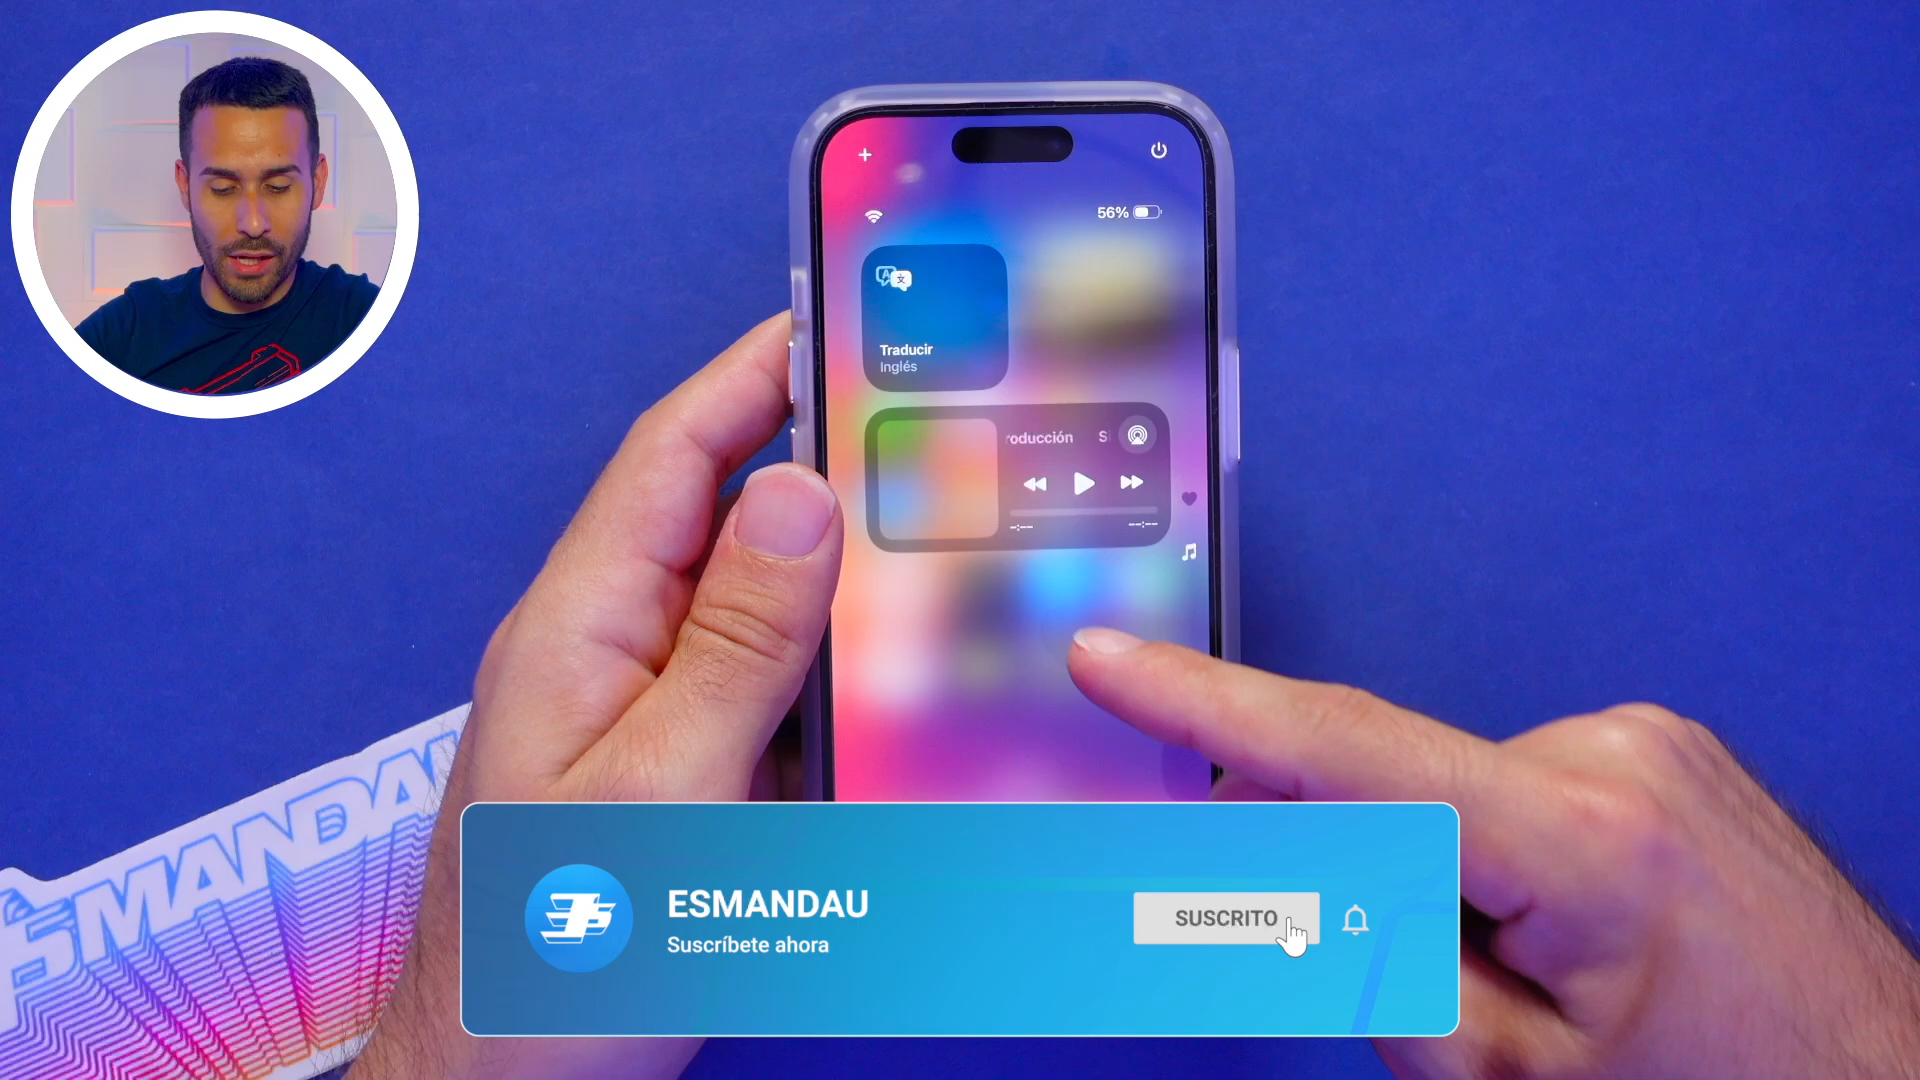 56%
Traducir
Inglés
roducción S
-:-- --:--
ESMANDAU
ESMANDAU
Suscríbete ahora
SUSCRITO